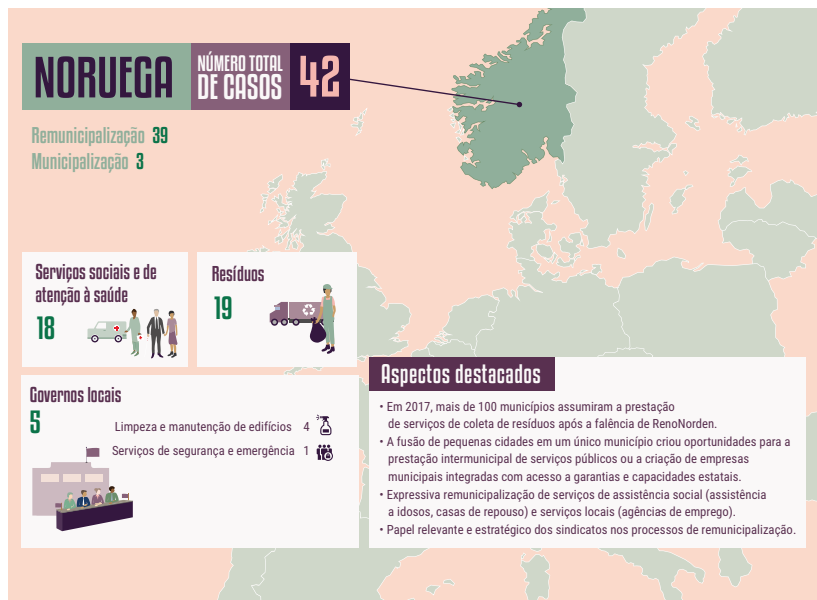 NORUEGA
NÚMERO TOTAL
DE CASOS
42
Remunicipalização 39
Municipalização 3
Serviços sociais e de
atenção à saúde
18
Resíduos
19
Governos locais
5
Limpeza e manutenção de edifícios 4
Serviços de segurança e emergência 1
Aspectos destacados
• Em 2017, mais de 100 municípios assumiram a prestação
de serviços de coleta de resíduos após a falência de RenoNorden.
• A fusão de pequenas cidades em um único município criou oportunidades para a
prestação intermunicipal de serviços públicos ou a criação de empresas
municipais integradas com acesso a garantias e capacidades estatais.
• Expressiva remunicipalização de serviços de assistência social (assistência
a idosos, casas de repouso) e serviços locais (agências de emprego).
• Papel relevante e estratégico dos sindicatos nos processos de remunicipalização.